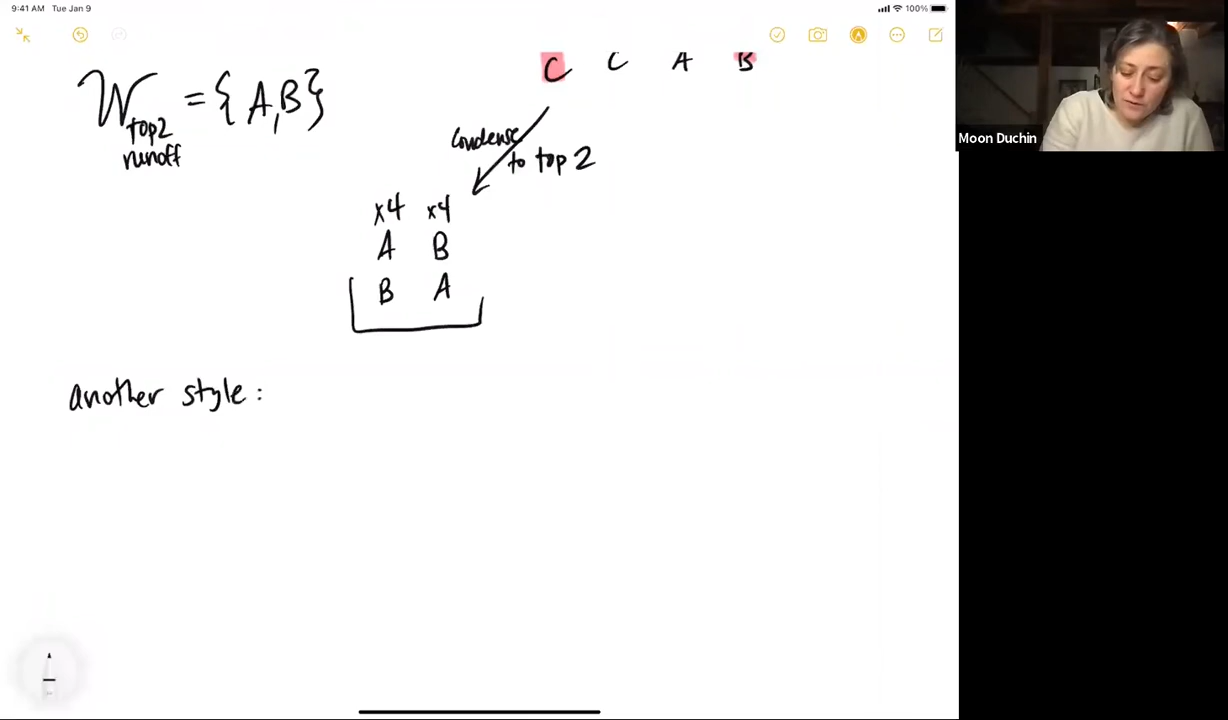 9:41 AM Tue Jan 9
100%
C C A B
W top2 runoff = { A, B }
condense to top 2
x4 x4
A B
B A
another style:
Moon Duchin